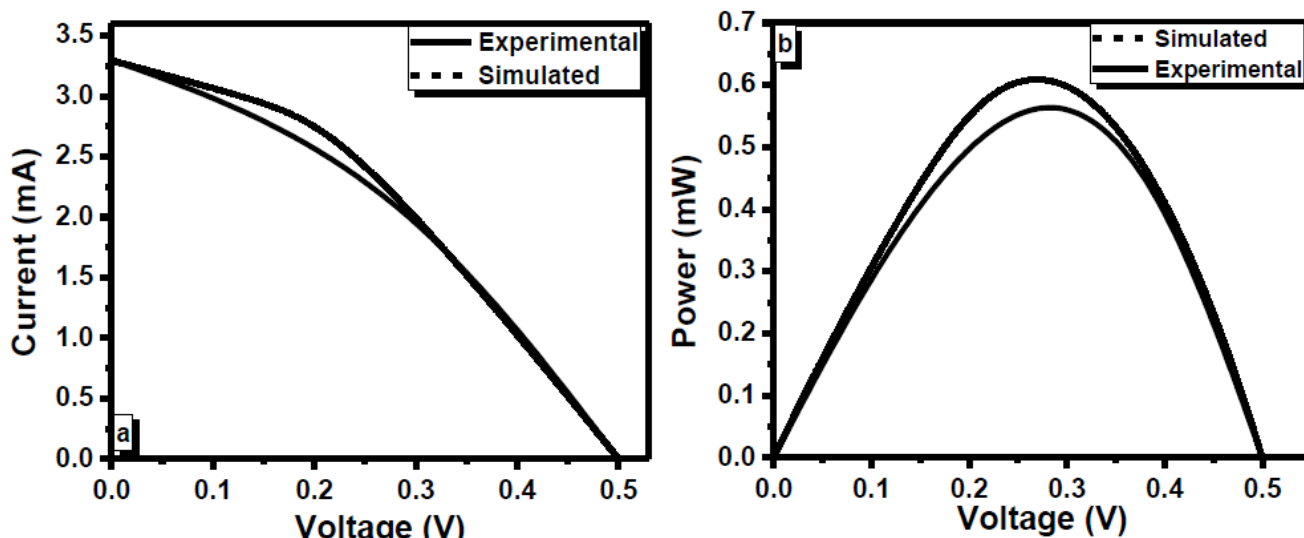 3.5
3.0
2.5
2.0
1.5
1.0
0.5
0.0
Current (mA)
Experimental
Simulated
a
0.0 0.1 0.2 0.3 0.4 0.5
Voltage (V)
0.7
0.6
0.5
0.4
0.3
0.2
0.1
0.0
Power (mW)
b
Simulated
Experimental
0.0 0.1 0.2 0.3 0.4 0.5
Voltage (V)